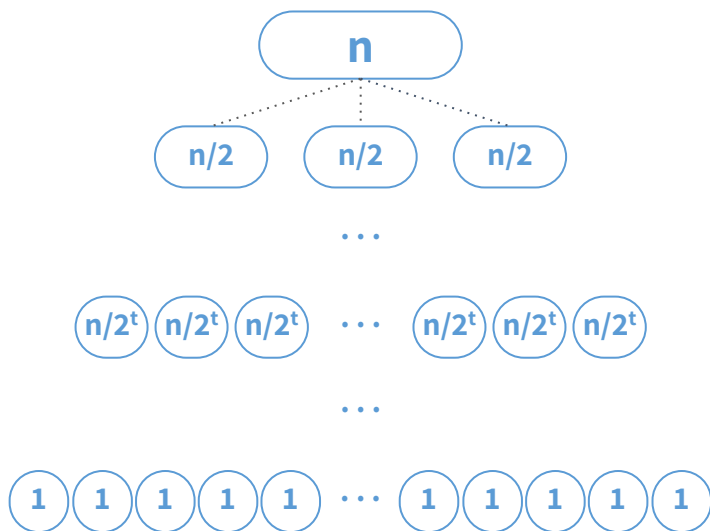 n
n/2 n/2 n/2
...
n/2ᵗ n/2ᵗ n/2ᵗ ... n/2ᵗ n/2ᵗ n/2ᵗ
...
1 1 1 1 1 ... 1 1 1 1 1